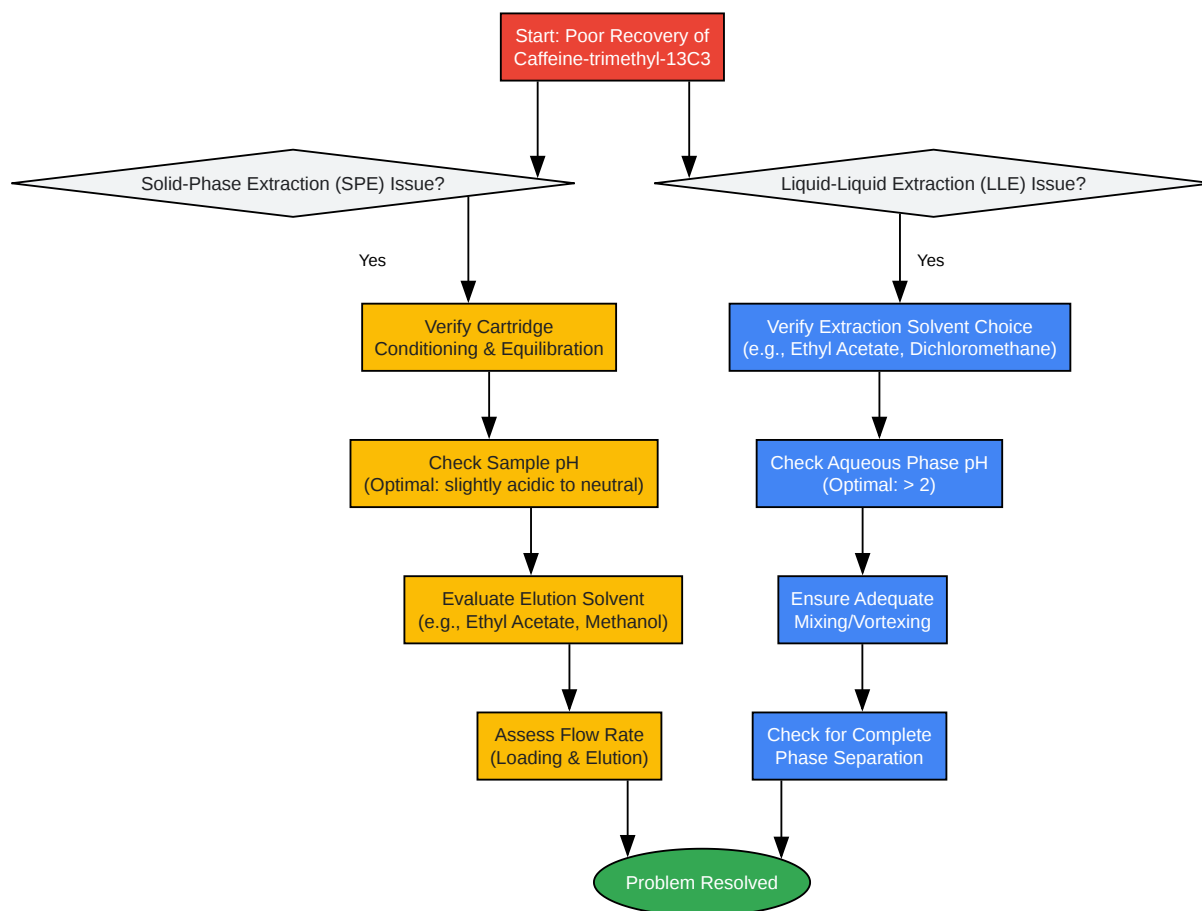 Start: Poor Recovery of
Caffeine-trimethyl-13C3
Solid-Phase Extraction (SPE) Issue?
Liquid-Liquid Extraction (LLE) Issue?
Yes
Yes
Verify Cartridge
Conditioning & Equilibration
Verify Extraction Solvent Choice
(e.g., Ethyl Acetate, Dichloromethane)
Check Sample pH
(Optimal: slightly acidic to neutral)
Check Aqueous Phase pH
(Optimal: > 2)
Evaluate Elution Solvent
(e.g., Ethyl Acetate, Methanol)
Ensure Adequate
Mixing/Vortexing
Assess Flow Rate
(Loading & Elution)
Check for Complete
Phase Separation
Problem Resolved